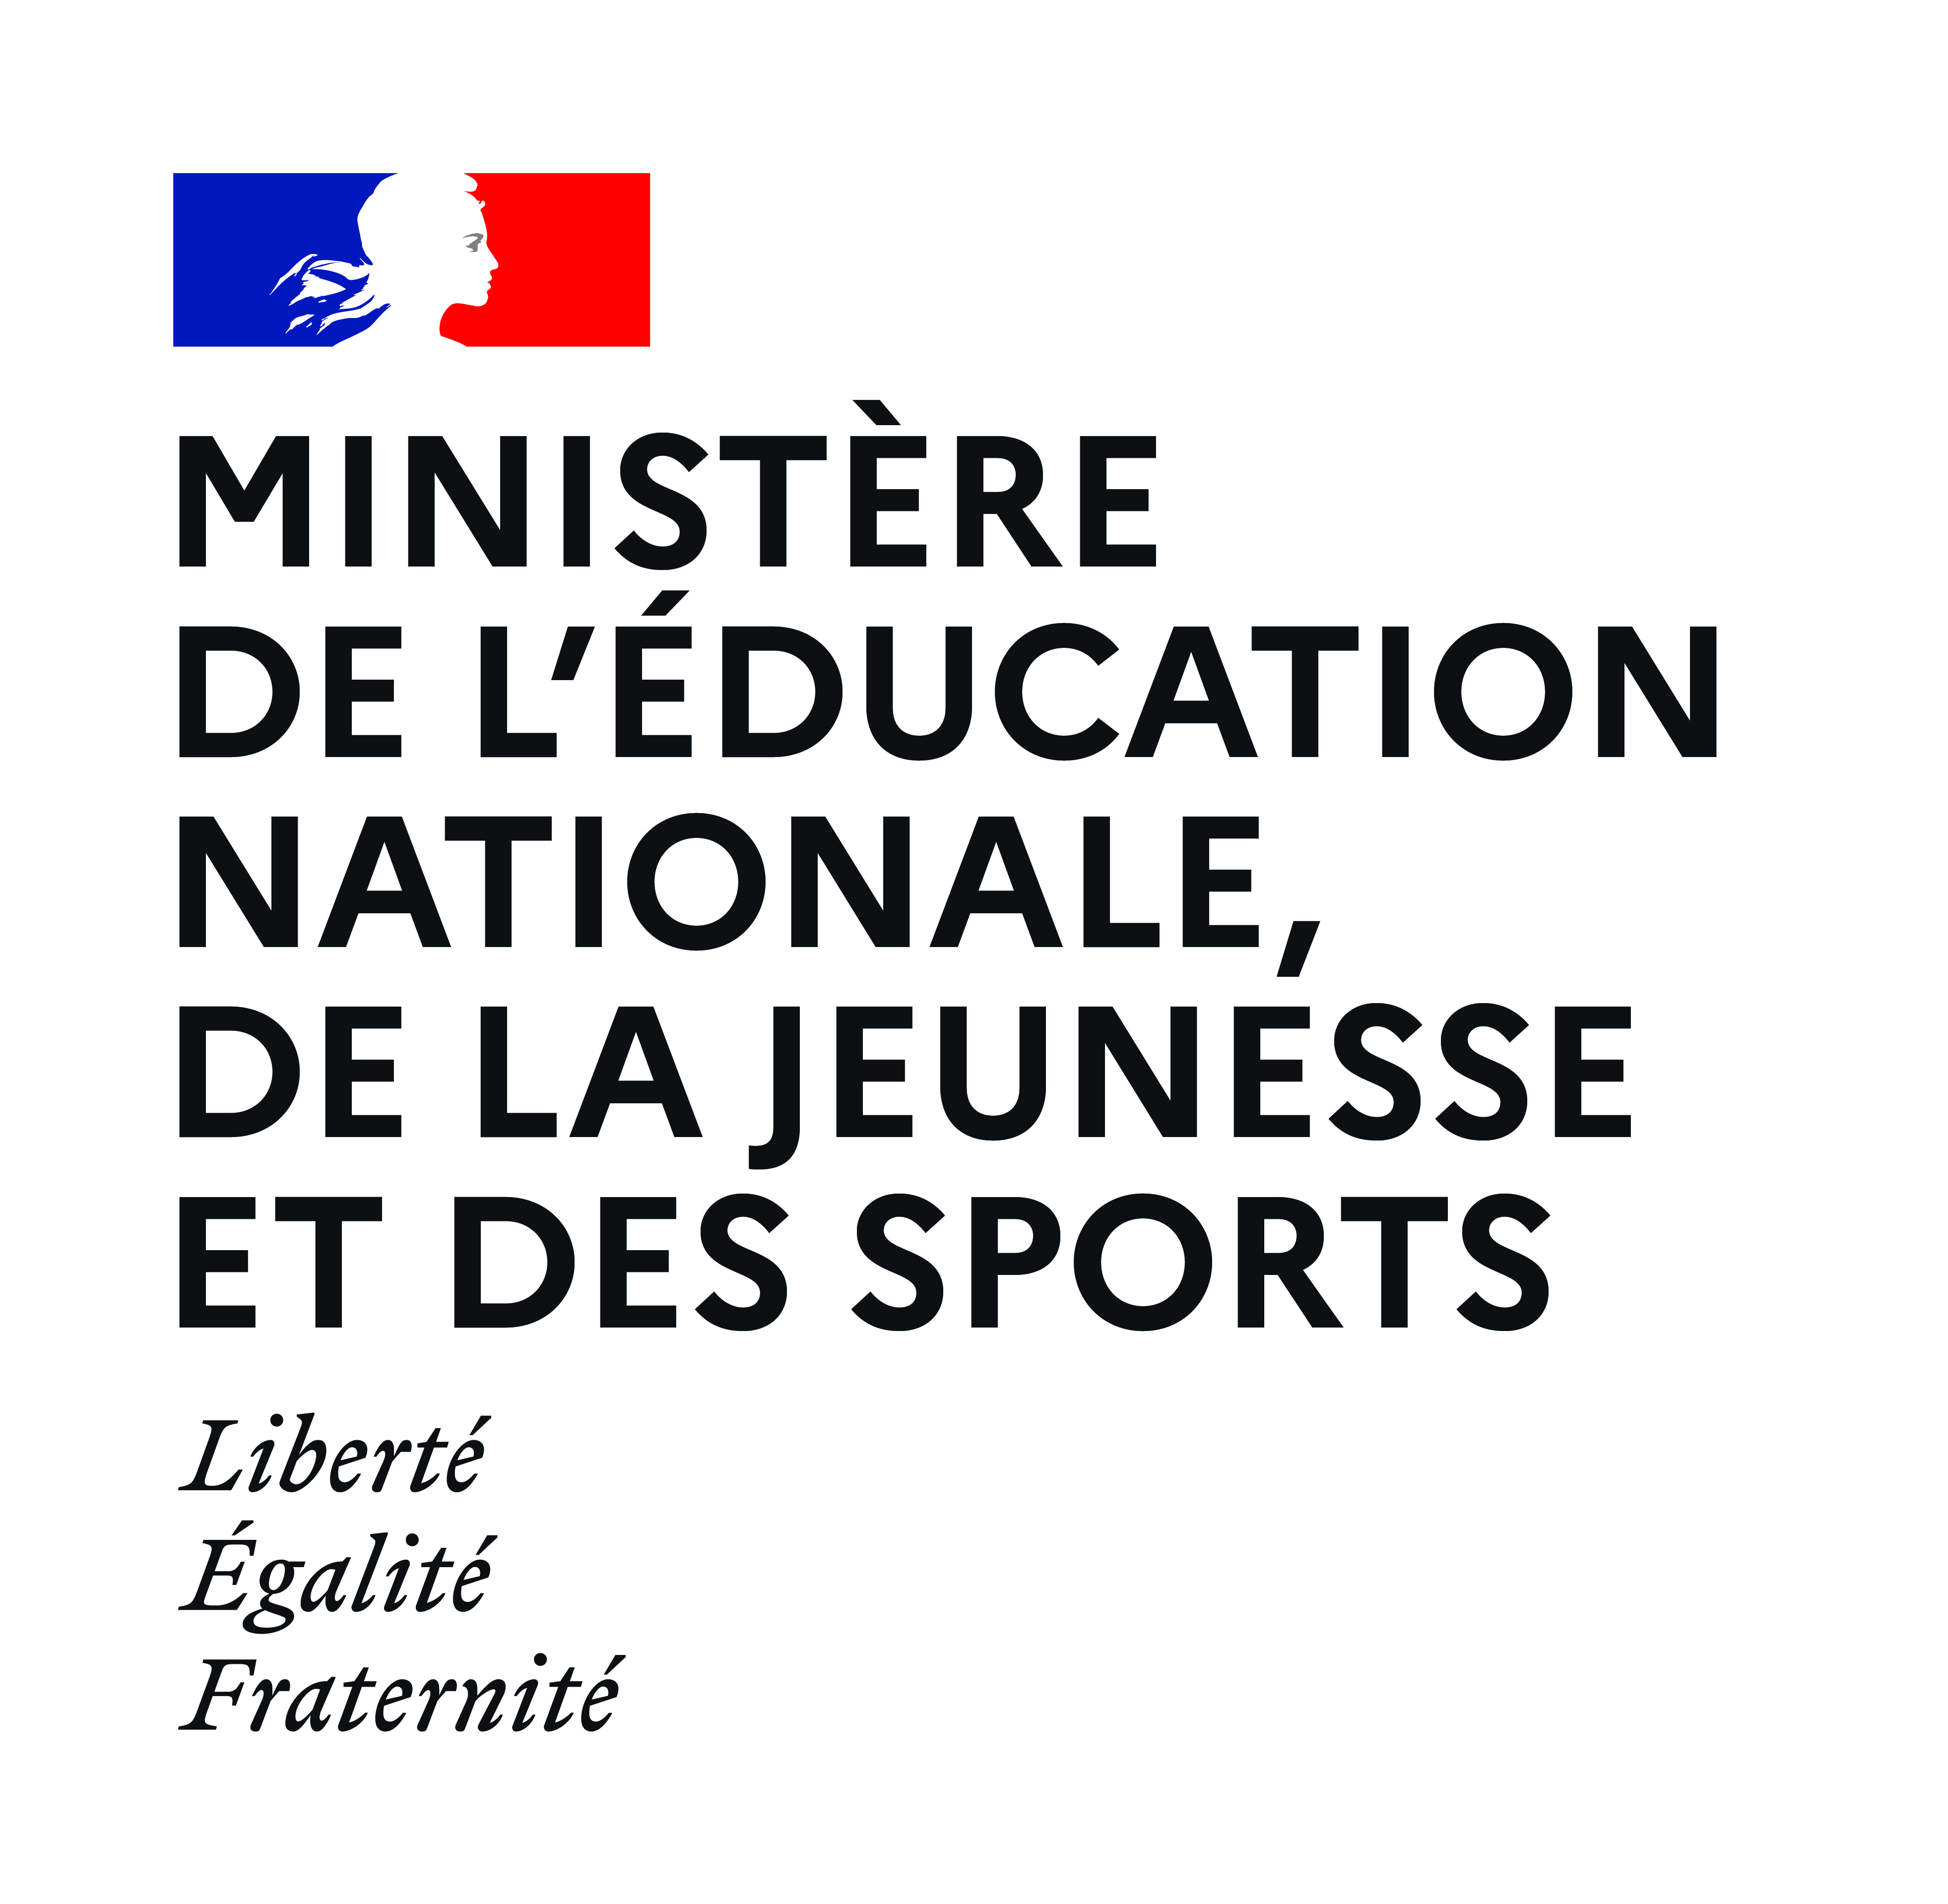 MINISTÈRE
DE L’ÉDUCATION
NATIONALE,
DE LA JEUNESSE
ET DES SPORTS
Liberté
Égalité
Fraternité